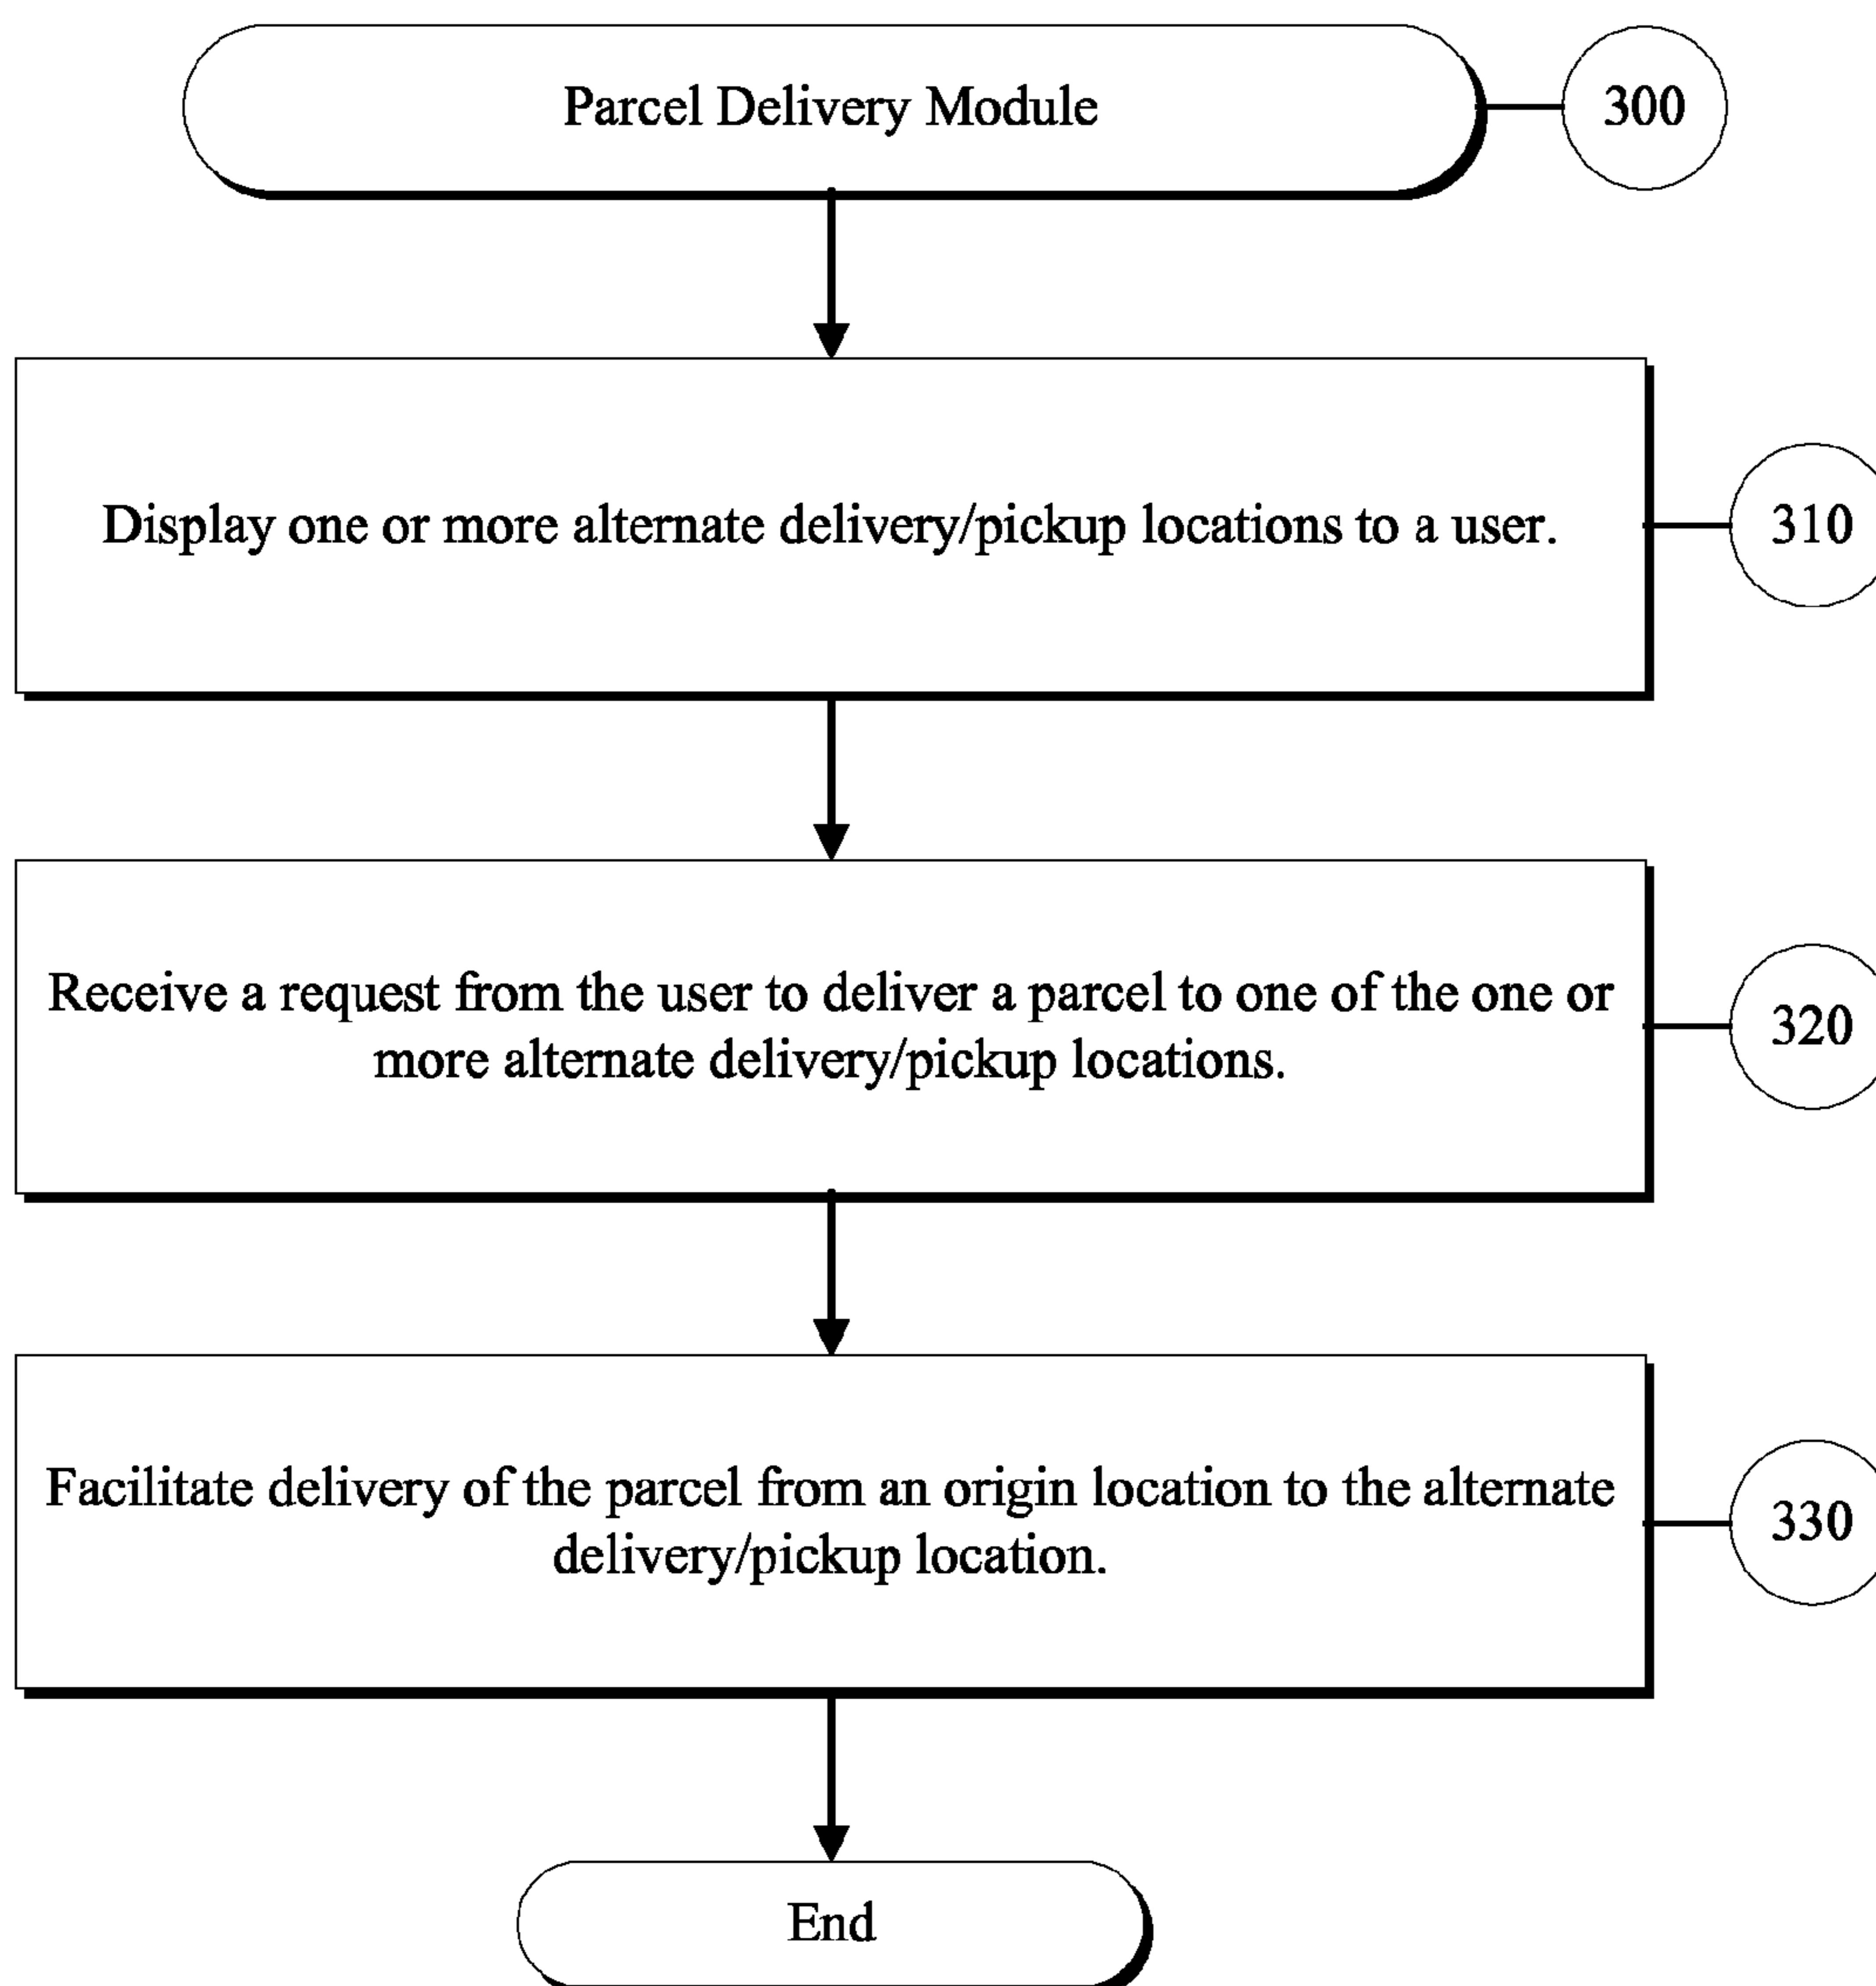 Parcel Delivery Module
300
Display one or more alternate delivery/pickup locations to a user.
310
Receive a request from the user to deliver a parcel to one of the one or
more alternate delivery/pickup locations.
320
Facilitate delivery of the parcel from an origin location to the alternate
delivery/pickup location.
330
End